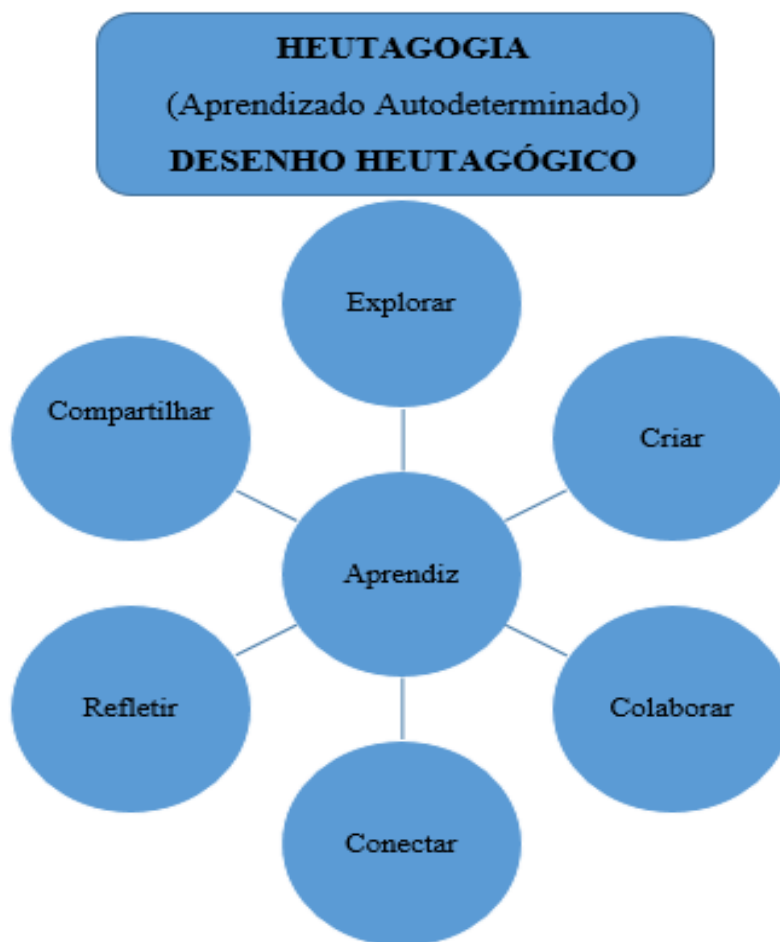 HEUTAGOGIA
(Aprendizado Autodeterminado)
DESENHO HEUTAGÓGICO
Explorar
Compartilhar
Criar
Aprendiz
Refletir
Colaborar
Conectar